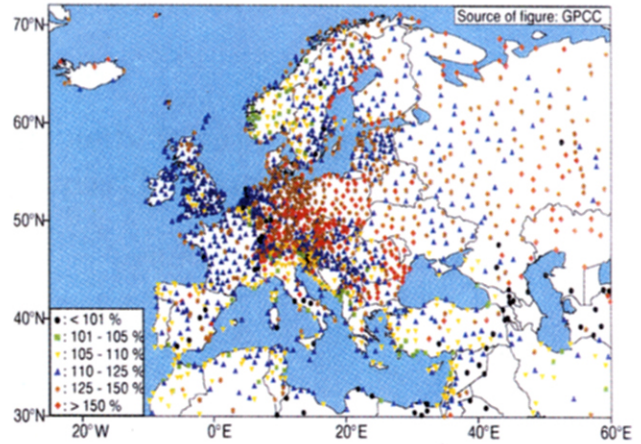 Source of figure: GPCC
70°N
60°N
50°N
40°N
30°N
: < 101 %
: 101 - 105 %
: 105 - 110 %
: 110 - 125 %
: 125 - 150 %
: > 150 %
20°W 0°E 20°E 40°E 60°E